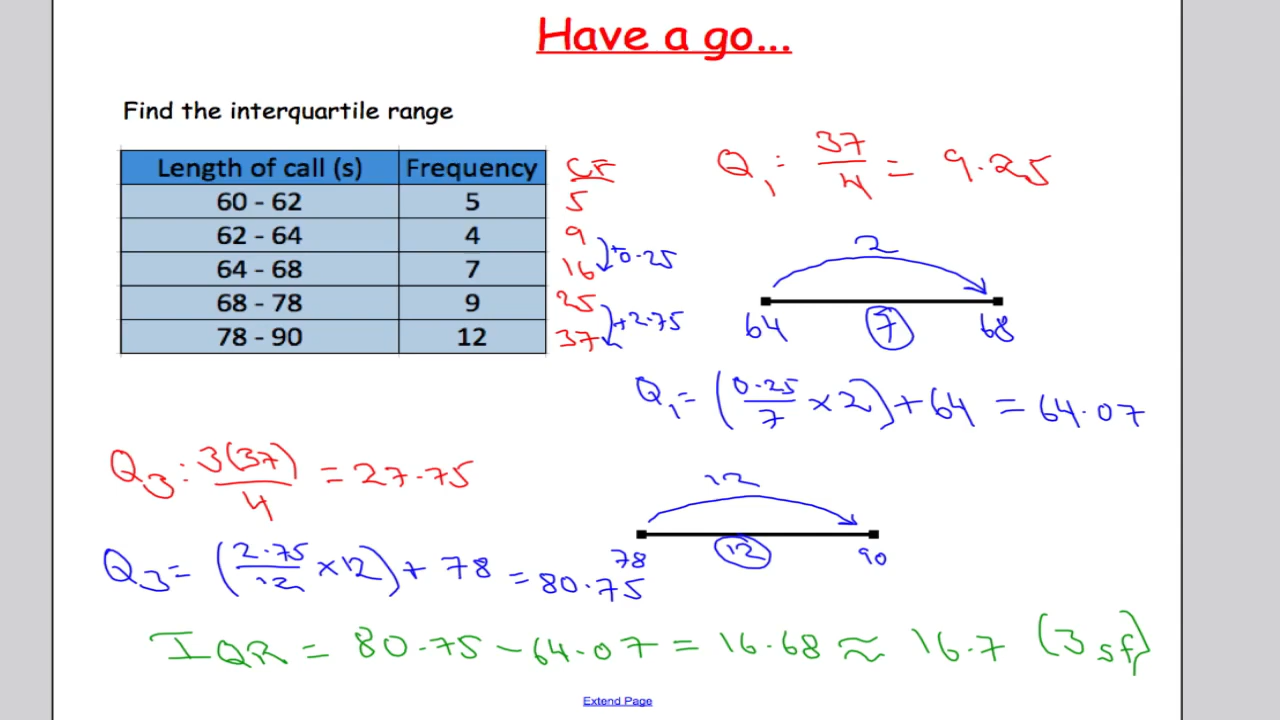 Have a go...
Find the interquartile range
Length of call (s) Frequency CF
60 - 62 5 5
62 - 64 4 9
+0.25
64 - 68 7 16
68 - 78 9 25
+2.75
78 - 90 12 37
Q1: 37/4 = 9.25
2
64 7 68
Q1 = (0.25/7 × 2) + 64 = 64.07
Q3: 3(37)/4 = 27.75
12
78 12 90
Q3 = (2.75/12 × 12) + 78 = 80.75
IQR = 80.75 - 64.07 = 16.68 ≈ 16.7 (3sf)
Extend Page